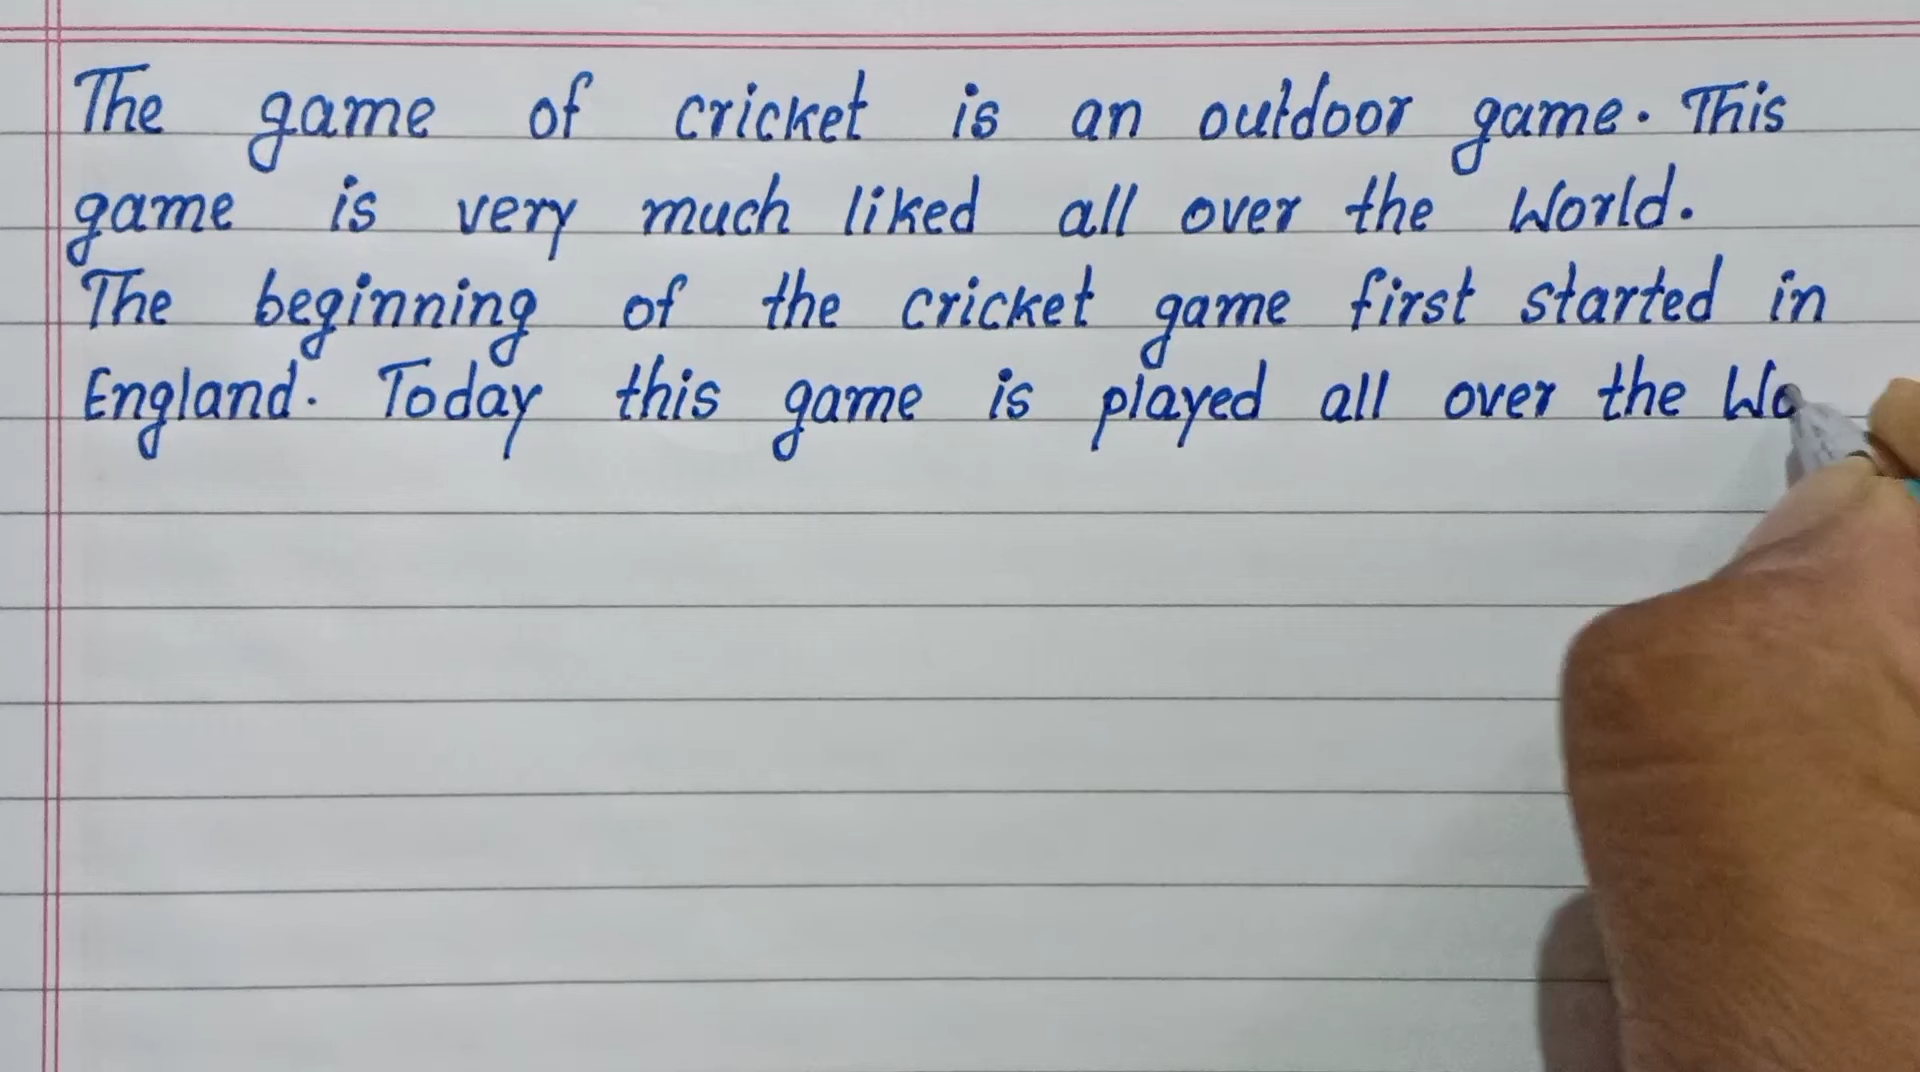 The game of cricket is an outdoor game. This
game is very much liked all over the World.
The beginning of the cricket game first started in
England. Today this game is played all over the Wo